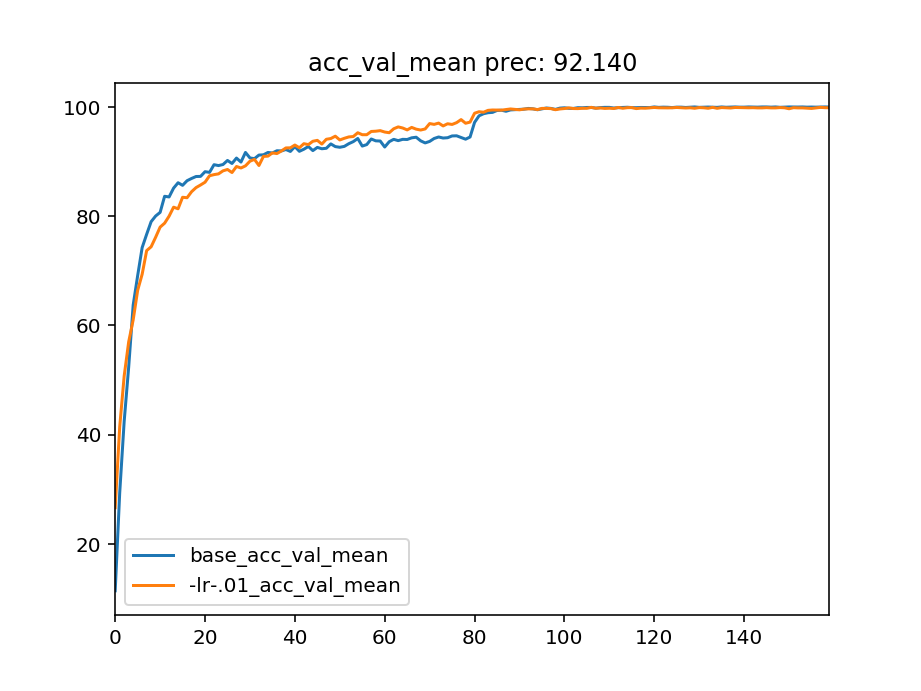 acc_val_mean prec: 92.140
100
80
60
40
20
base_acc_val_mean
-lr-.01_acc_val_mean
0 20 40 60 80 100 120 140